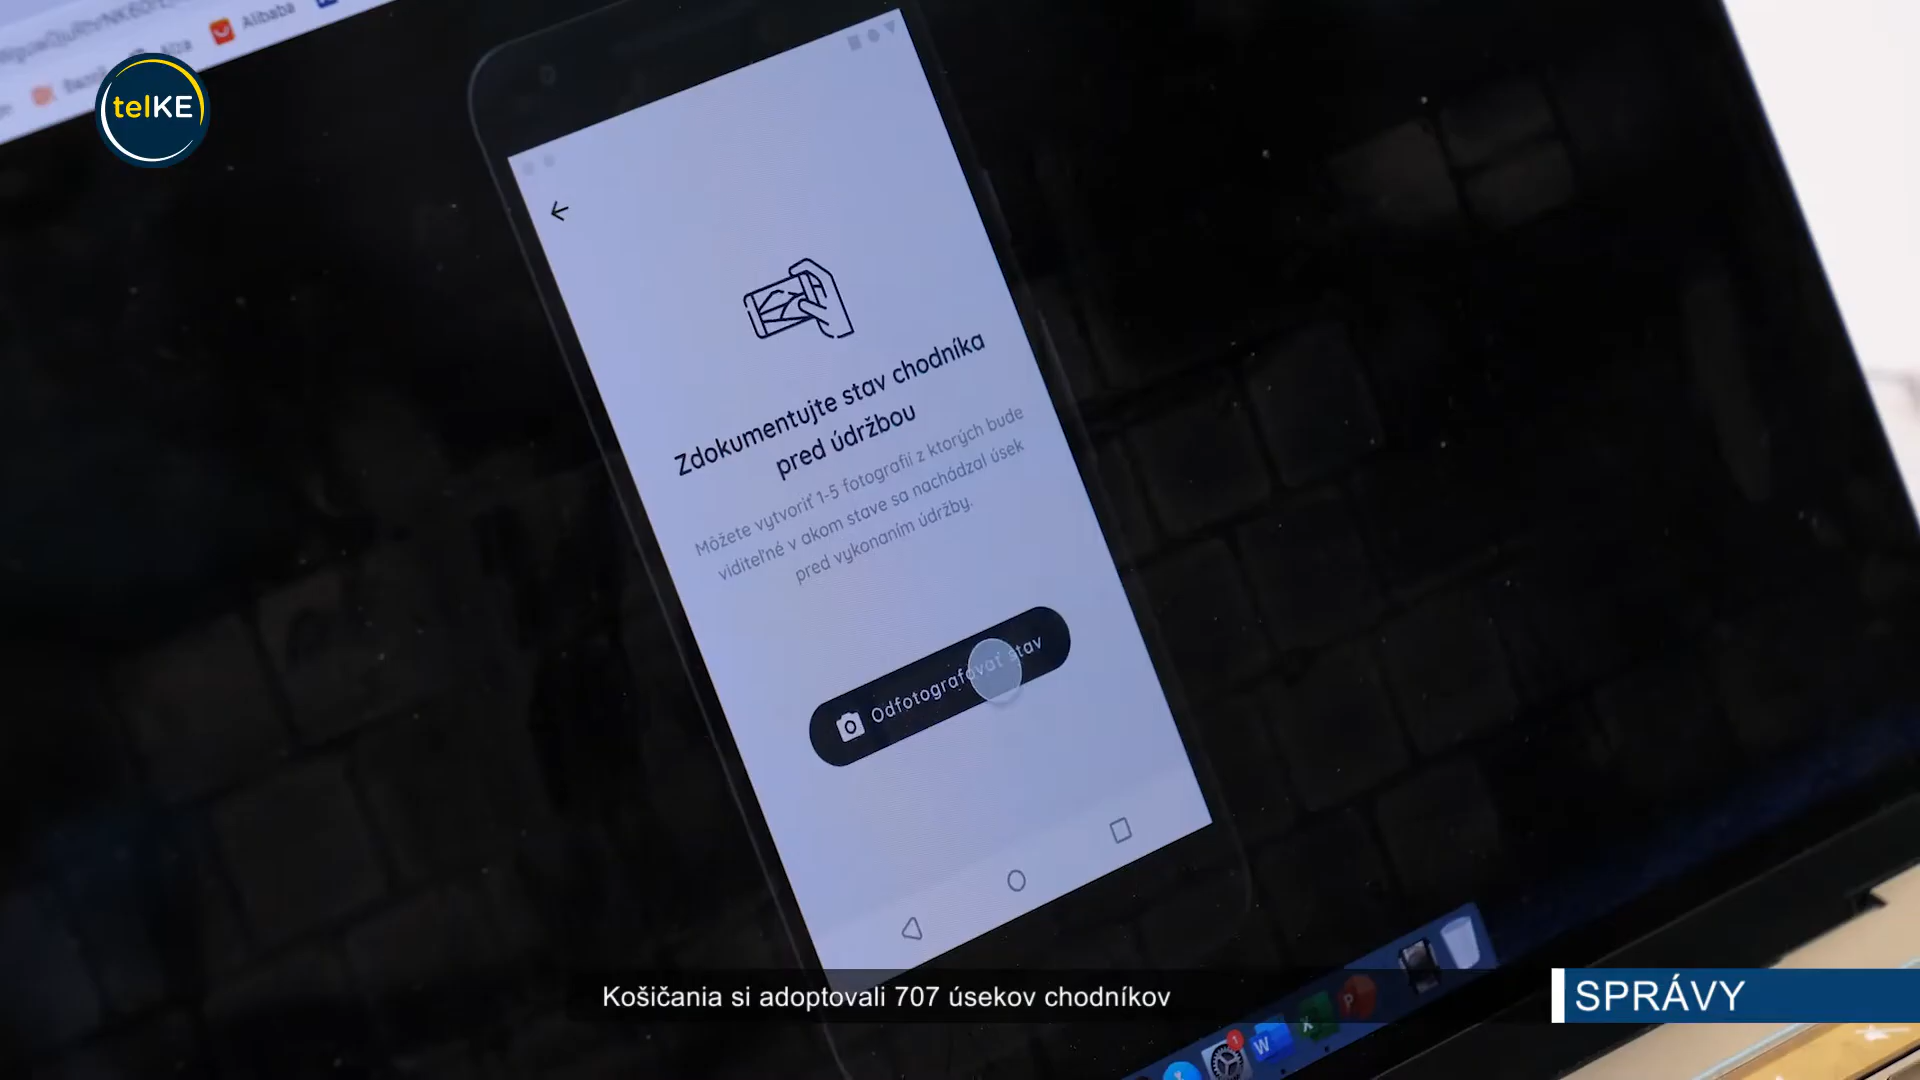 Alibaba
telKE
Zdokumentujte stav chodníka
pred údržbou
Môžete vytvoriť 1-5 fotografií z ktorých bude
viditeľné v akom stave sa nachádzal úsek
pred vykonaním údržby.
Odfotografovať stav
Košičania si adoptovali 707 úsekov chodníkov
SPRÁVY
1
W
X
P